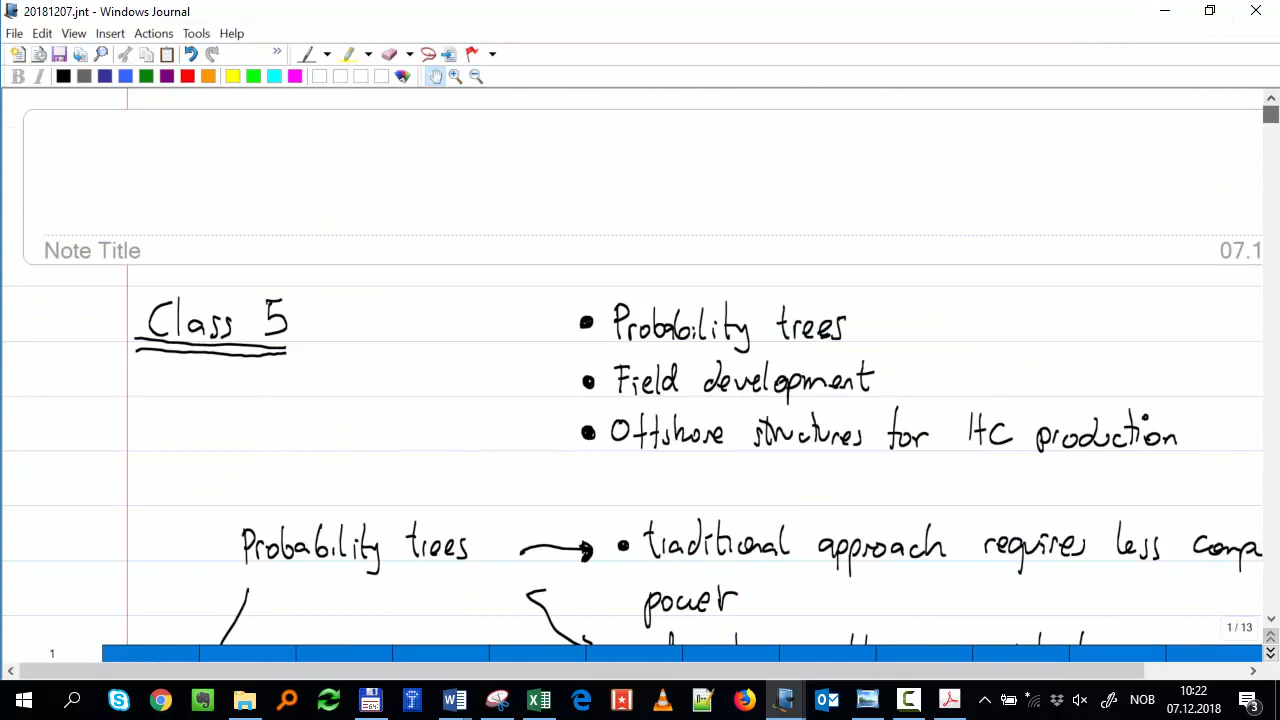 20181207.jnt - Windows Journal
File Edit View Insert Actions Tools Help
B I
Note Title
07.1
Class 5
• Probability trees
• Field development
• Offshore structures for HC production
Probability trees
• traditional approach requires less comp
power
1 / 13
1
NOB
10:22
07.12.2018
3